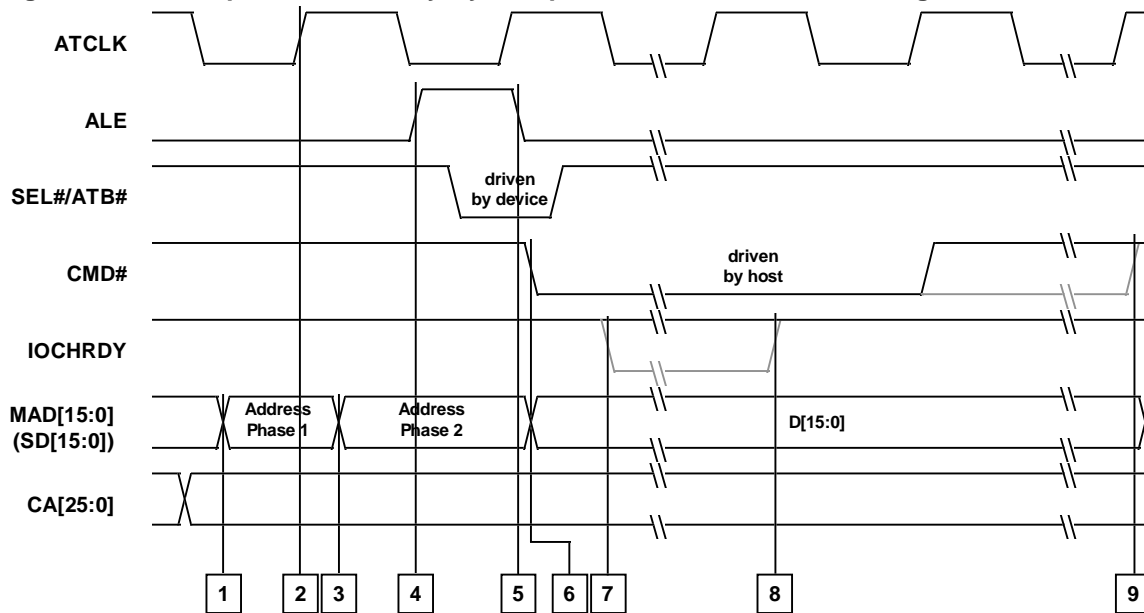 ATCLK
ALE
SEL#/ATB#
driven
by device
CMD#
driven
by host
IOCHRDY
MAD[15:0]
(SD[15:0])
Address
Phase 1
Address
Phase 2
D[15:0]
CA[25:0]
1 2 3 4 5 6 7 8 9